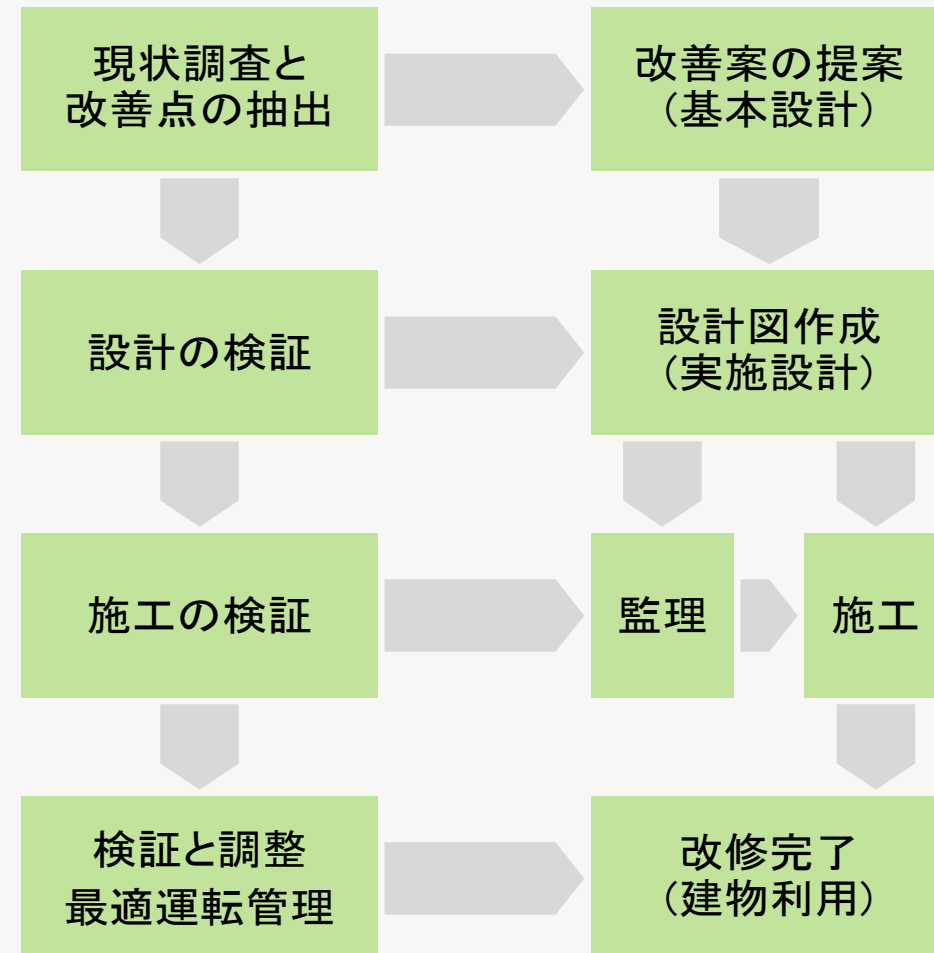 現状調査と
改善点の抽出
改善案の提案
(基本設計)
設計の検証
設計図作成
(実施設計)
施工の検証
監理
施工
検証と調整
最適運転管理
改修完了
(建物利用)